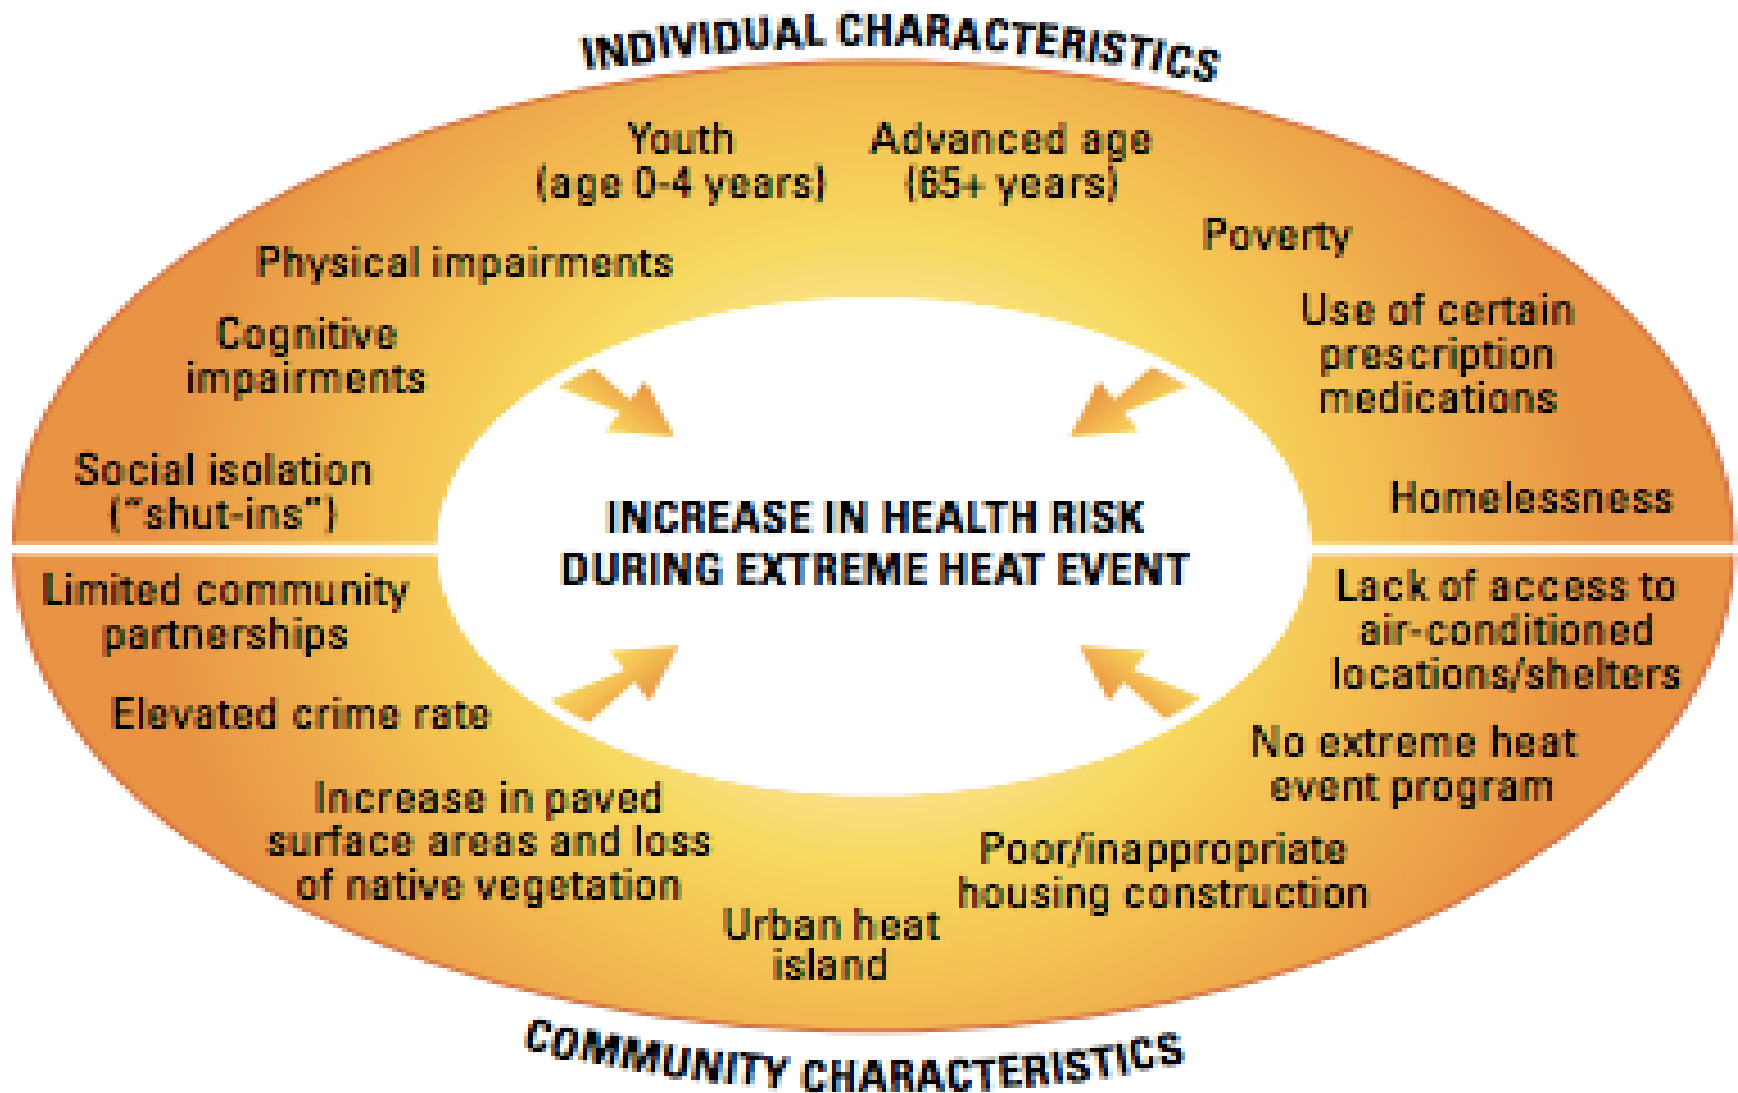 INDIVIDUAL CHARACTERISTICS
Youth
(age 0-4 years)
Advanced age
(65+ years)
Poverty
Physical impairments
Use of certain
prescription
medications
Cognitive
impairments
Social isolation
("shut-ins")
Homelessness
INCREASE IN HEALTH RISK
DURING EXTREME HEAT EVENT
Limited community
partnerships
Lack of access to
air-conditioned
locations/shelters
Elevated crime rate
No extreme heat
event program
Increase in paved
surface areas and loss
of native vegetation
Poor/inappropriate
housing construction
Urban heat
island
COMMUNITY CHARACTERISTICS